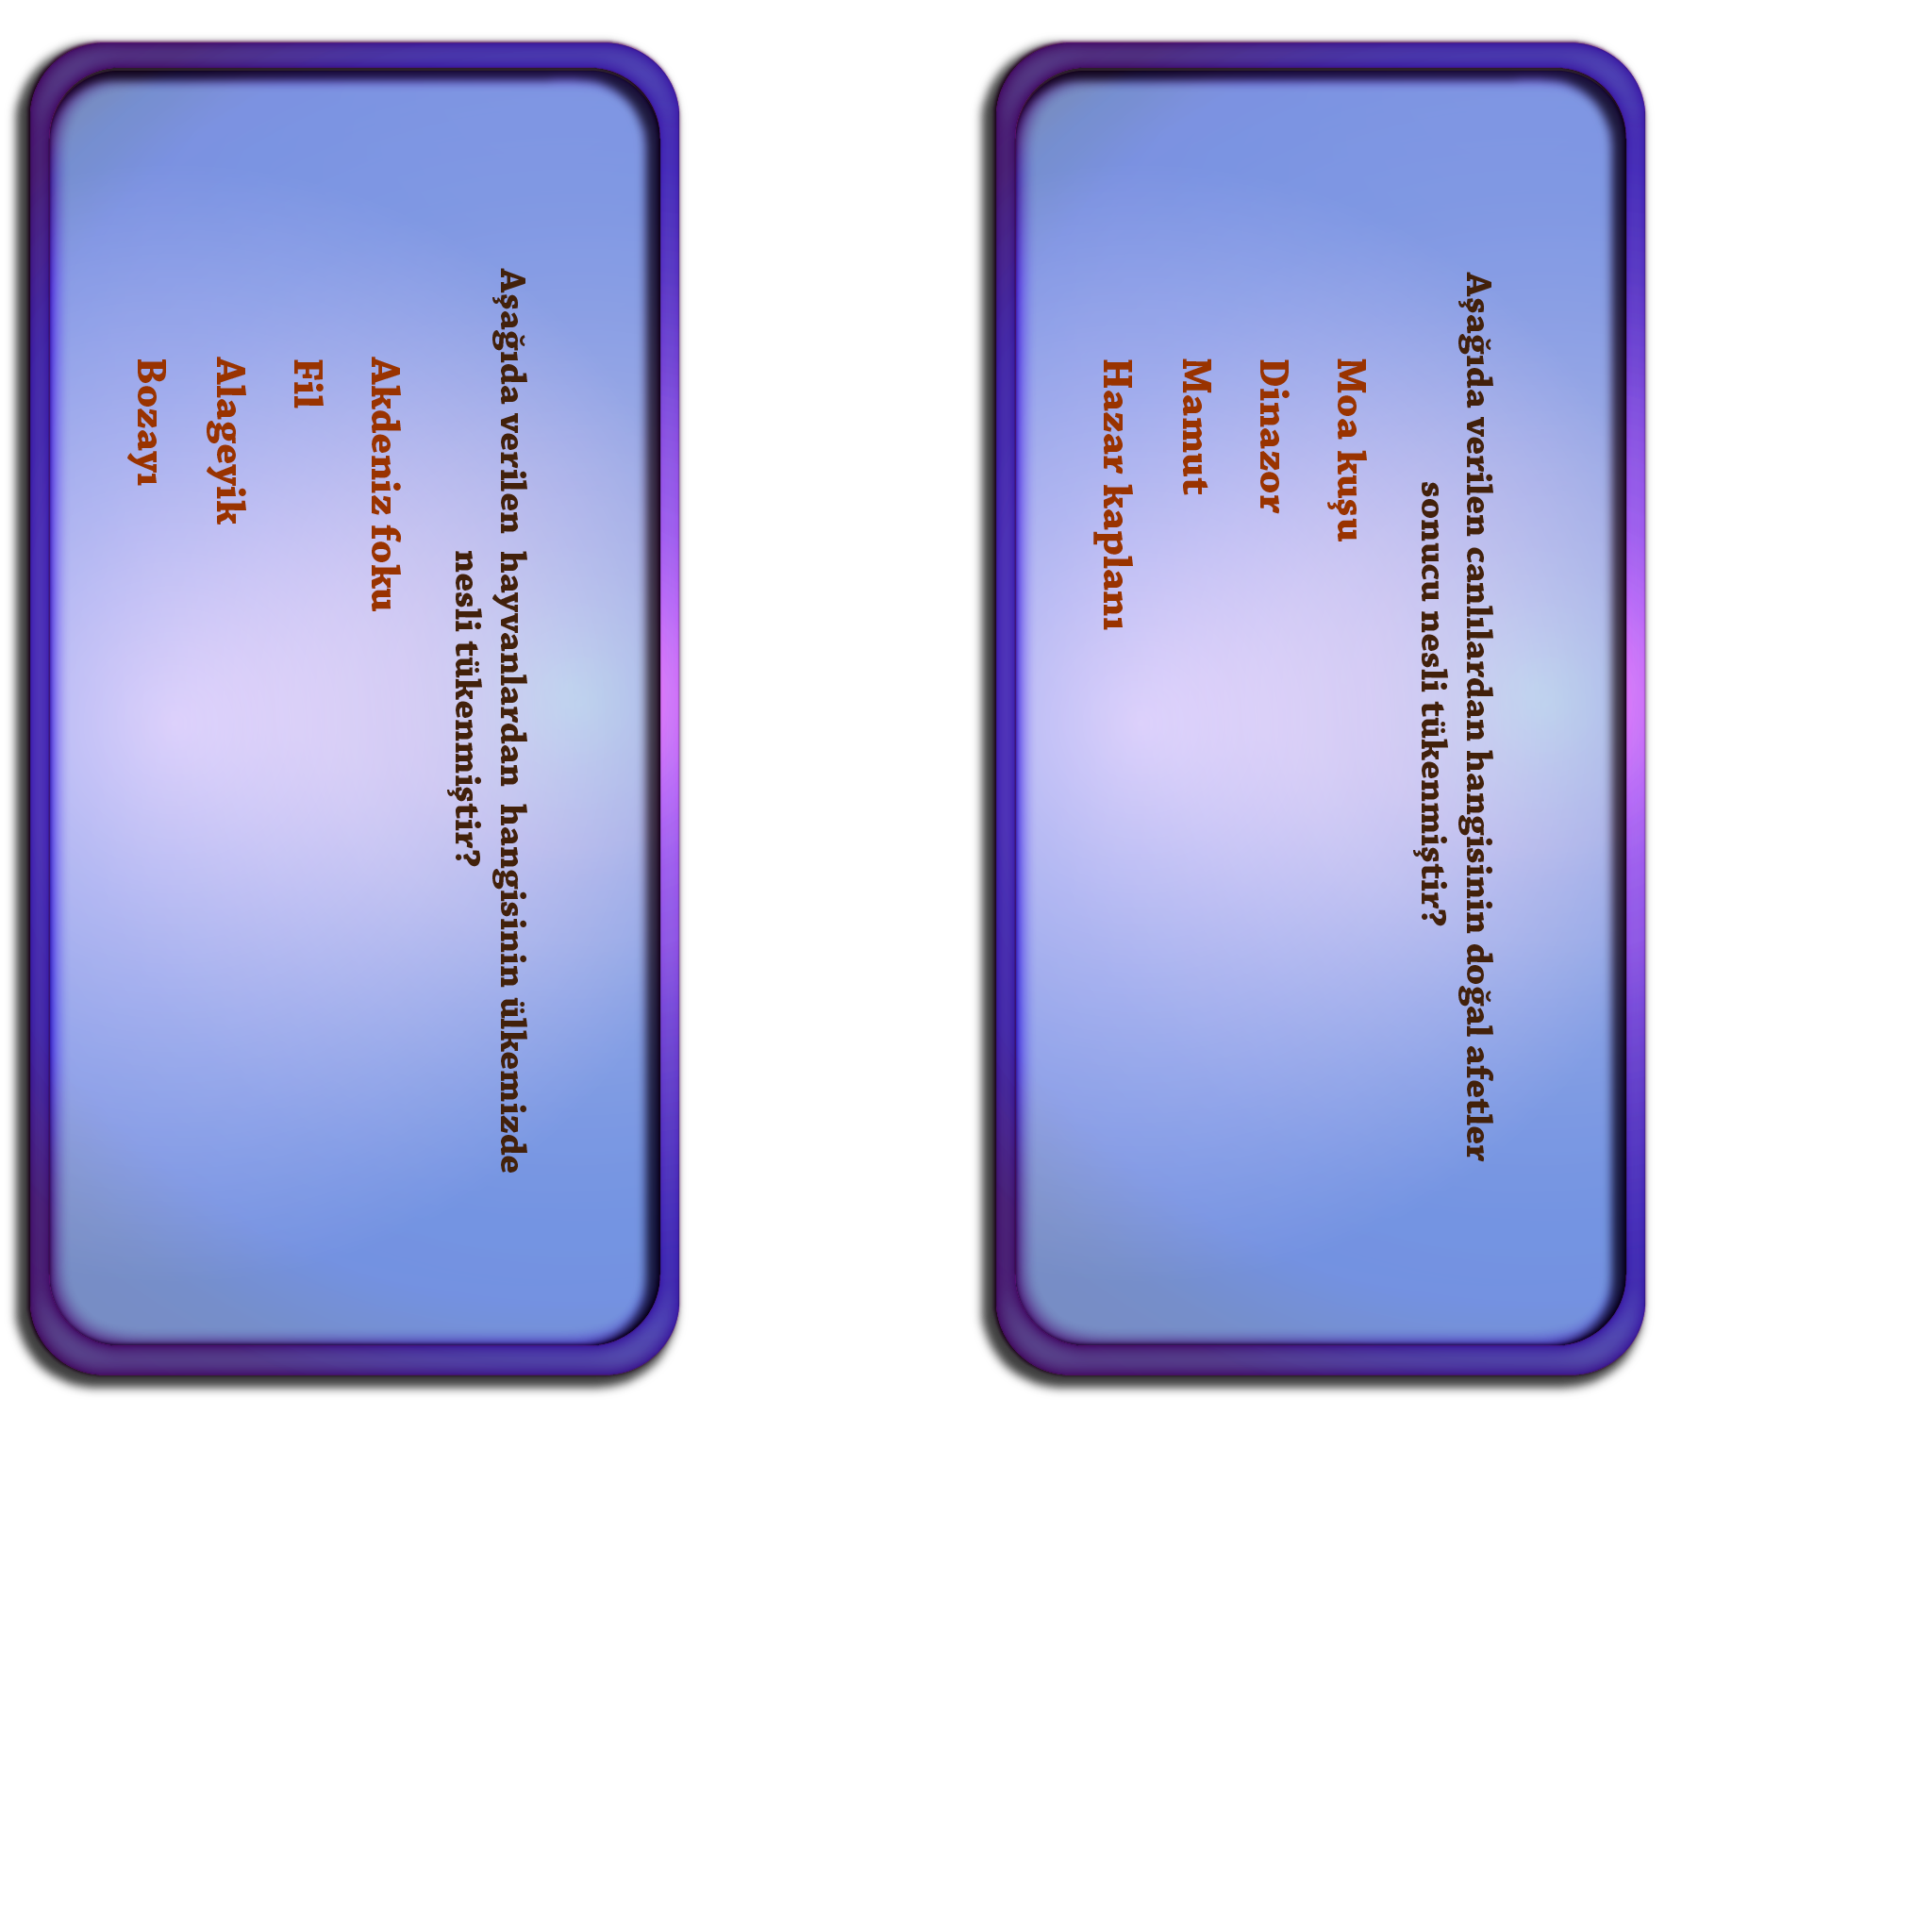 Aşağıda verilen hayvanlardan hangisinin ülkemizde
nesli tükenmiştir?
Akdeniz foku
Fil
Alageyik
Bozayı
Aşağıda verilen canlılardan hangisinin doğal afetler
sonucu nesli tükenmiştir?
Moa kuşu
Dinazor
Mamut
Hazar kaplanı